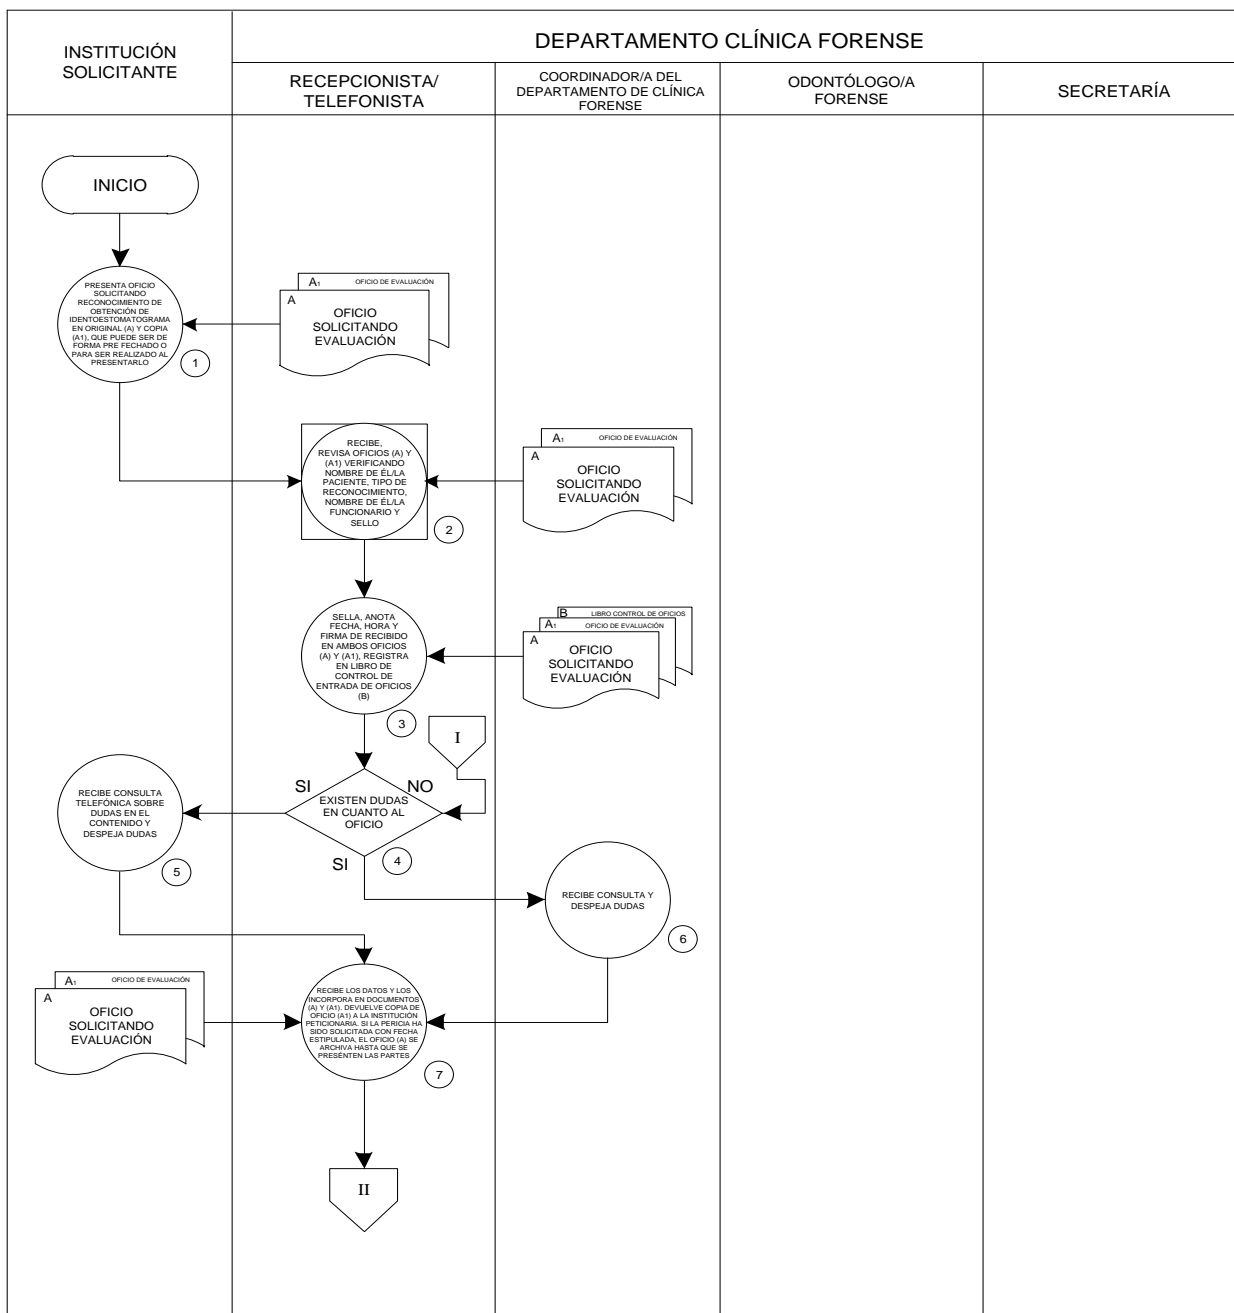 INSTITUCIÓN
SOLICITANTE
DEPARTAMENTO CLÍNICA FORENSE
RECEPCIONISTA/
TELEFONISTA
COORDINADOR/A DEL
DEPARTAMENTO DE CLÍNICA
FORENSE
ODONTÓLOGO/A
FORENSE
SECRETARÍA
INICIO
PRESENTA OFICIO
SOLICITANDO
RECONOCIMIENTO DE
OBTENCIÓN DE
IDENTOESTOMATOGRAMA
EN ORIGINAL (A) Y COPIA
(A1), QUE PUEDE SER DE
FORMA PRE FECHADO O
PARA SER REALIZADO AL
PRESENTARLO
1
A1 OFICIO DE EVALUACIÓN
A
OFICIO
SOLICITANDO
EVALUACIÓN
RECIBE,
REVISA OFICIOS (A) Y
(A1) VERIFICANDO
NOMBRE DE ÉL/LA
PACIENTE, TIPO DE
RECONOCIMIENTO,
NOMBRE DE ÉL/LA
FUNCIONARIO Y
SELLO
2
A1 OFICIO DE EVALUACIÓN
A
OFICIO
SOLICITANDO
EVALUACIÓN
SELLA, ANOTA
FECHA, HORA Y
FIRMA DE RECIBIDO
EN AMBOS OFICIOS
(A) Y (A1), REGISTRA
EN LIBRO DE
CONTROL DE
ENTRADA DE OFICIOS
(B)
3
B LIBRO CONTROL DE OFICIOS
A1 OFICIO DE EVALUACIÓN
A
OFICIO
SOLICITANDO
EVALUACIÓN
I
SI
NO
EXISTEN DUDAS
EN CUANTO AL
OFICIO
SI
4
RECIBE CONSULTA
TELEFÓNICA SOBRE
DUDAS EN EL
CONTENIDO Y
DESPEJA DUDAS
5
RECIBE CONSULTA Y
DESPEJA DUDAS
6
A1 OFICIO DE EVALUACIÓN
A
OFICIO
SOLICITANDO
EVALUACIÓN
RECIBE LOS DATOS Y LOS
INCORPORA EN DOCUMENTOS
(A) Y (A1). DEVUELVE COPIA DE
OFICIO (A1) A LA INSTITUCIÓN
PETICIONARIA. SI LA PERICIA HA
SIDO SOLICITADA CON FECHA
ESTIPULADA, EL OFICIO (A) SE
ARCHIVA HASTA QUE SE
PRESÉNTEN LAS PARTES
7
II